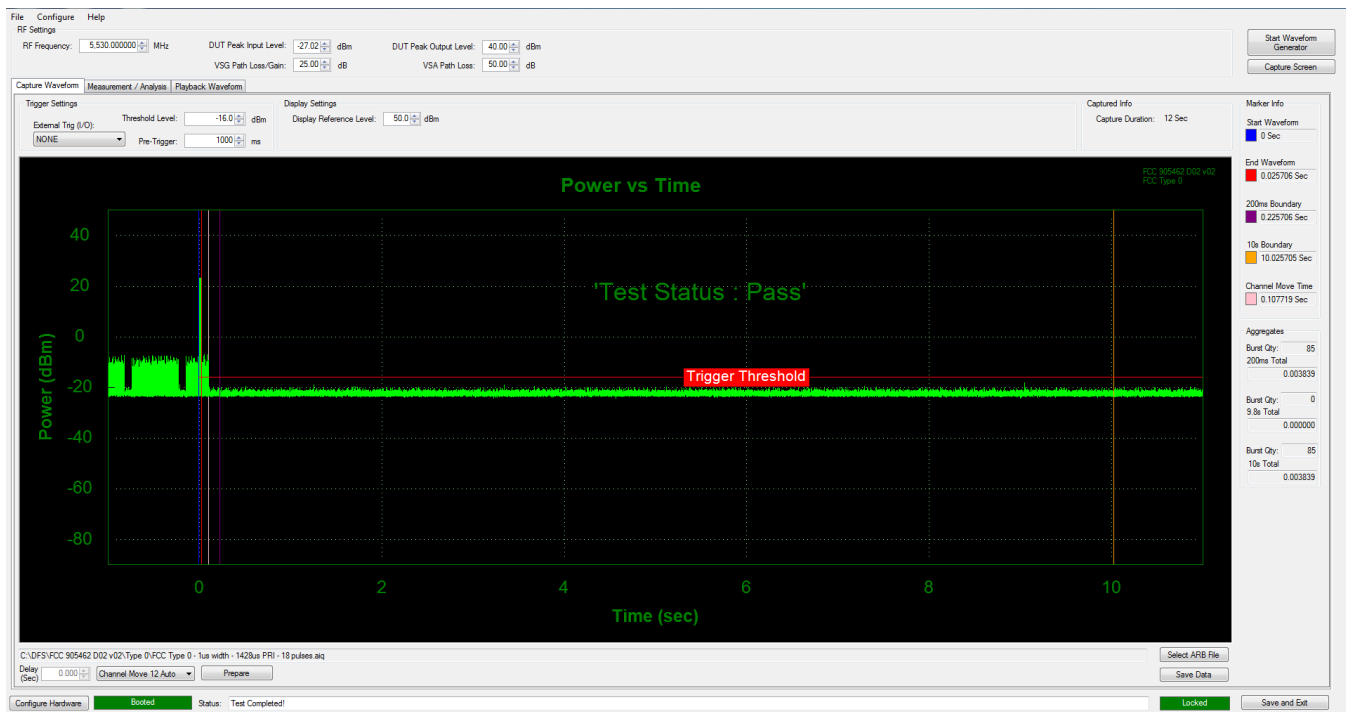 File Configure Help
RF Settings
RF Frequency: 5,530.000000 MHz DUT Peak Input Level: -27.02 dBm DUT Peak Output Level: 40.00 dBm
VSG Path Loss/Gain: 25.00 dB VSA Path Loss: 50.00 dB
Start Waveform Generator
Capture Screen
Capture Waveform Measurement / Analysis Playback Waveform
Trigger Settings
External Trig (I/O): Threshold Level: -16.0 dBm
NONE Pre-Trigger: 1000 ms
Display Settings
Display Reference Level: 50.0 dBm
Captured Info
Capture Duration: 12 Sec
Marker Info
Start Waveform
0 Sec
End Waveform
0.025706 Sec
200ms Boundary
0.225706 Sec
10s Boundary
10.025705 Sec
Channel Move Time
0.107719 Sec
Aggregates
Burst Qty: 85
200ms Total
0.003839
Burst Qty: 0
9.8s Total
0.000000
Burst Qty: 85
10s Total
0.003839
FCC 905462 D02 v02
FCC Type 0
Power vs Time
'Test Status : Pass'
Trigger Threshold
Power (dBm)
40
20
0
-20
-40
-60
-80
0 2 4 6 8 10
Time (sec)
C:\DFS\FCC 905462 D02 v02\Type 0\FCC Type 0 - 1us width - 1428us PRI - 18 pulses.aiq
Select ARB File
Delay (Sec) 0.000 Channel Move 12 Auto Prepare
Save Data
Configure Hardware Booted Status: Test Completed! Locked Save and Exit